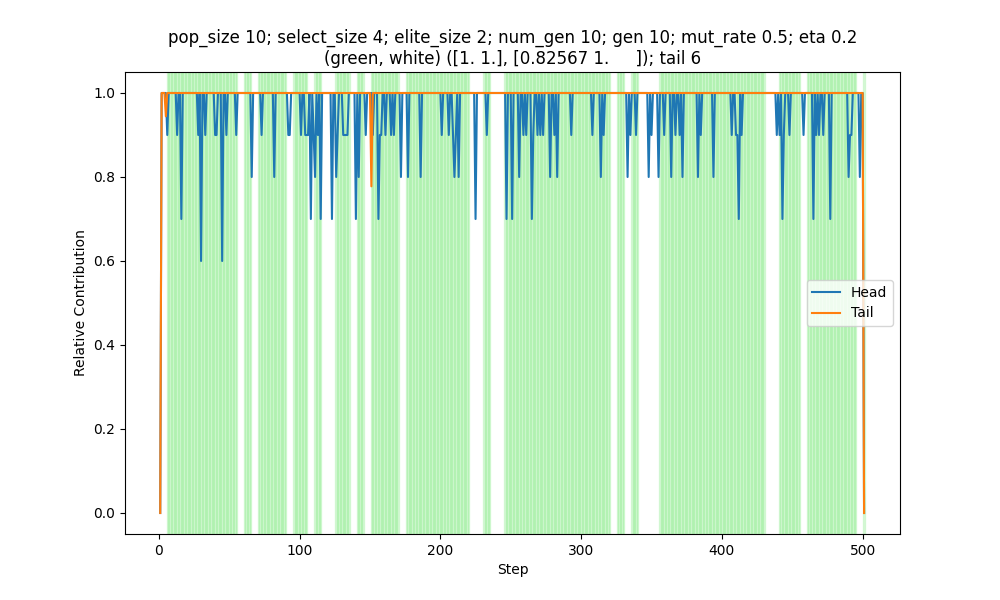 pop_size 10; select_size 4; elite_size 2; num_gen 10; gen 10; mut_rate 0.5; eta 0.2
(green, white) ([1. 1.], [0.82567 1.     ]); tail 6
1.0
0.8
0.6
0.4
0.2
0.0
Relative Contribution
Head
Tail
0 100 200 300 400 500
Step